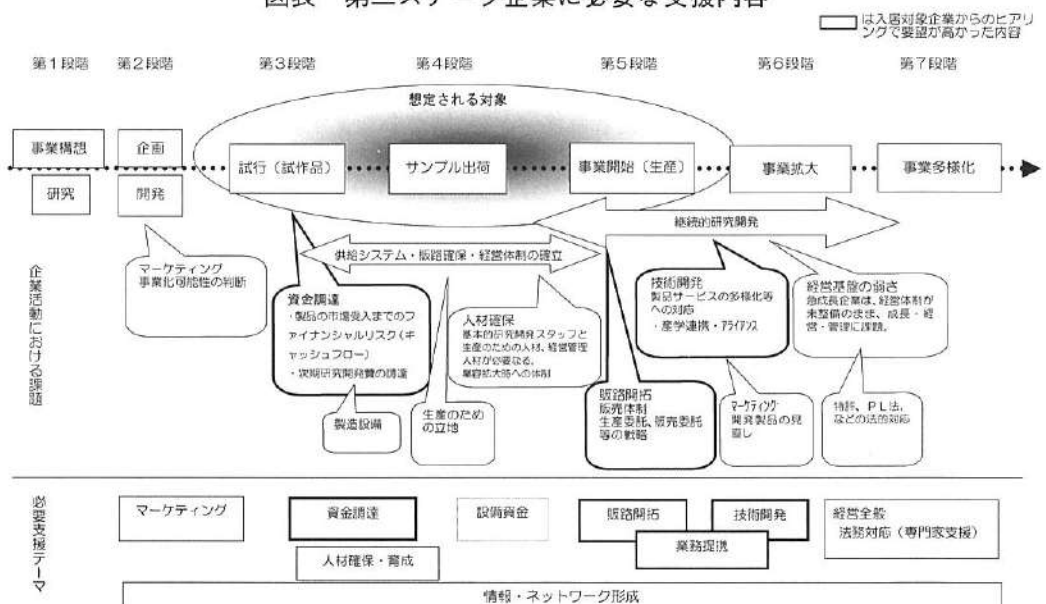 図表 第二ステージ企業に必要な支援内容
は入居対象企業からのヒアリ
ングで要望が高かった内容
第1段階
第2段階
第3段階
第4段階
第5段階
第6段階
第7段階
想定される対象
事業構想
企画
試行（試作品）
サンプル出荷
事業開始（生産）
事業拡大
事業多様化
研究
開発
継続的研究開発
供給システム・販路確保・経営体制の確立
企業活動における課題
マーケティング
事業化可能性の判断
資金調達
・製品の市場受入までのフ
ァイナンシャルリスク（キ
ャッシュフロー）
・次期研究開発費の調達
製造設備
生産のため
の立地
人材確保
基本的研究開発スタッフと
生産のための人材、経営管理
人材が必要なる。
業容拡大時への体制
販路開拓
販売体制
生産委託、販売委託
等の戦略
技術開発
製品サービスの多様化等
への対応
・産学連携・アライアンス
マーケティング
開発製品の見
直し
経営基盤の弱さ
急成長企業は、経営体制が
未整備のまま、成長・経
営・管理に課題。
特許、PL法、
などの法的対応
必要支援テーマ
マーケティング
資金調達
設備資金
販路開拓
技術開発
経営全般
法務対応（専門家支援）
人材確保・育成
業務提携
情報・ネットワーク形成